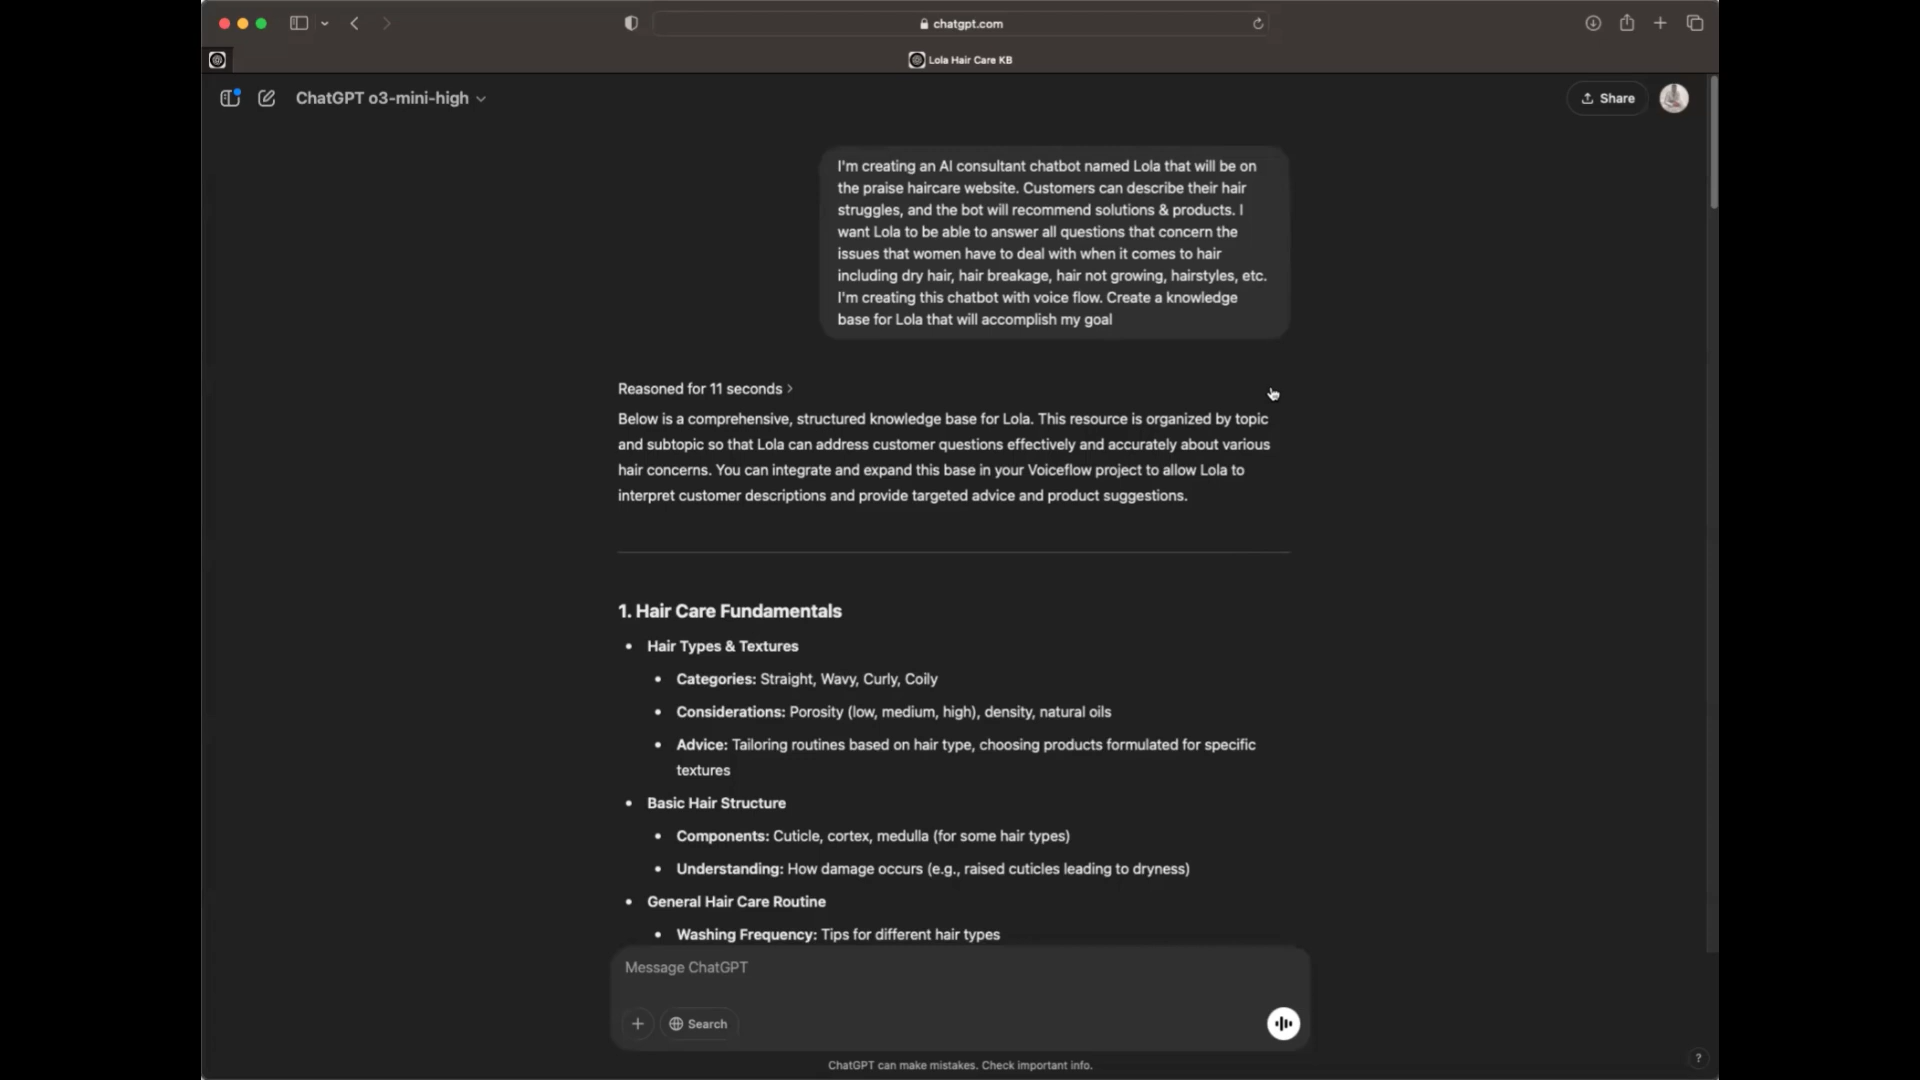 chatgpt.com
Lola Hair Care KB
ChatGPT o3-mini-high
Share
I'm creating an AI consultant chatbot named Lola that will be on
the praise haircare website. Customers can describe their hair
struggles, and the bot will recommend solutions & products. I
want Lola to be able to answer all questions that concern the
issues that women have to deal with when it comes to hair
including dry hair, hair breakage, hair not growing, hairstyles, etc.
I'm creating this chatbot with voice flow. Create a knowledge
base for Lola that will accomplish my goal
Reasoned for 11 seconds
Below is a comprehensive, structured knowledge base for Lola. This resource is organized by topic
and subtopic so that Lola can address customer questions effectively and accurately about various
hair concerns. You can integrate and expand this base in your Voiceflow project to allow Lola to
interpret customer descriptions and provide targeted advice and product suggestions.
1. Hair Care Fundamentals
• Hair Types & Textures
• Categories: Straight, Wavy, Curly, Coily
• Considerations: Porosity (low, medium, high), density, natural oils
• Advice: Tailoring routines based on hair type, choosing products formulated for specific
textures
• Basic Hair Structure
• Components: Cuticle, cortex, medulla (for some hair types)
• Understanding: How damage occurs (e.g., raised cuticles leading to dryness)
• General Hair Care Routine
• Washing Frequency: Tips for different hair types
Message ChatGPT
Search
ChatGPT can make mistakes. Check important info.
?